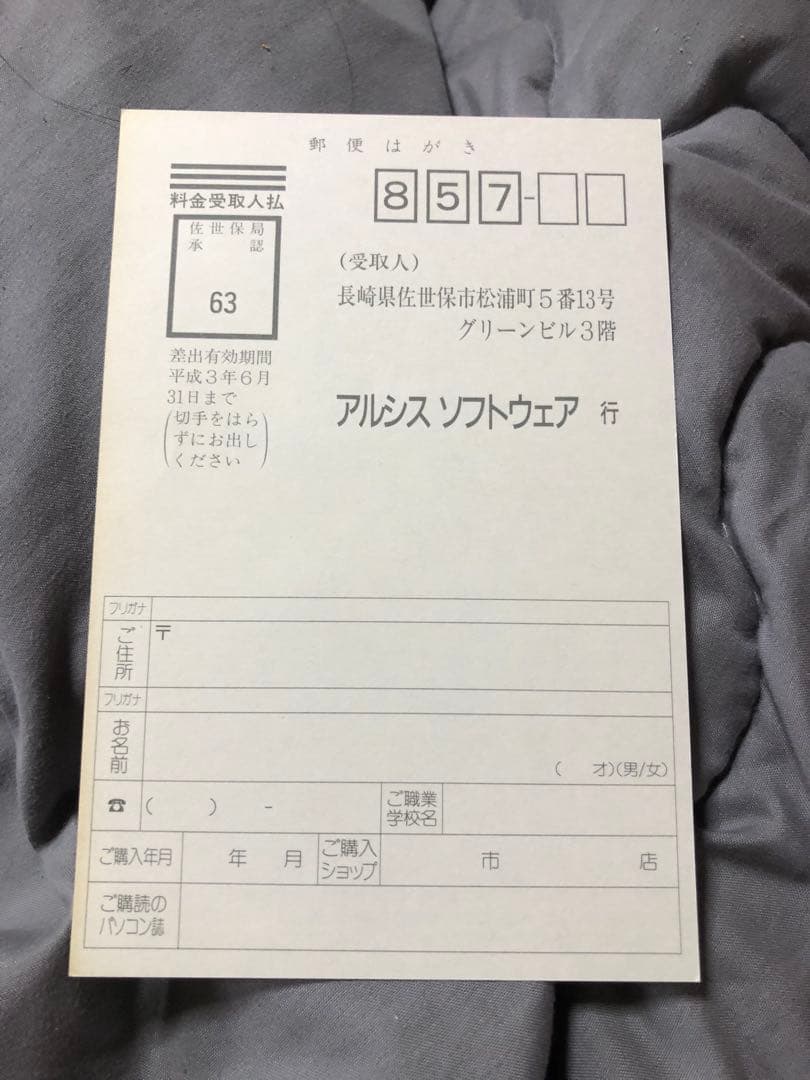 郵便はがき
料金受取人払
佐世保局
承認
63
差出有効期間
平成3年6月
31日まで
(切手をはら
ずにお出し
ください)
857-
(受取人)
長崎県佐世保市松浦町5番13号
グリーンビル3階
アルシス ソフトウェア 行
フリガナ
ご住所 〒
フリガナ
お名前
( 才)(男/女)
☎ ( ) - ご職業
学校名
ご購入年月 年 月 ご購入
ショップ 市 店
ご購読の
パソコン誌